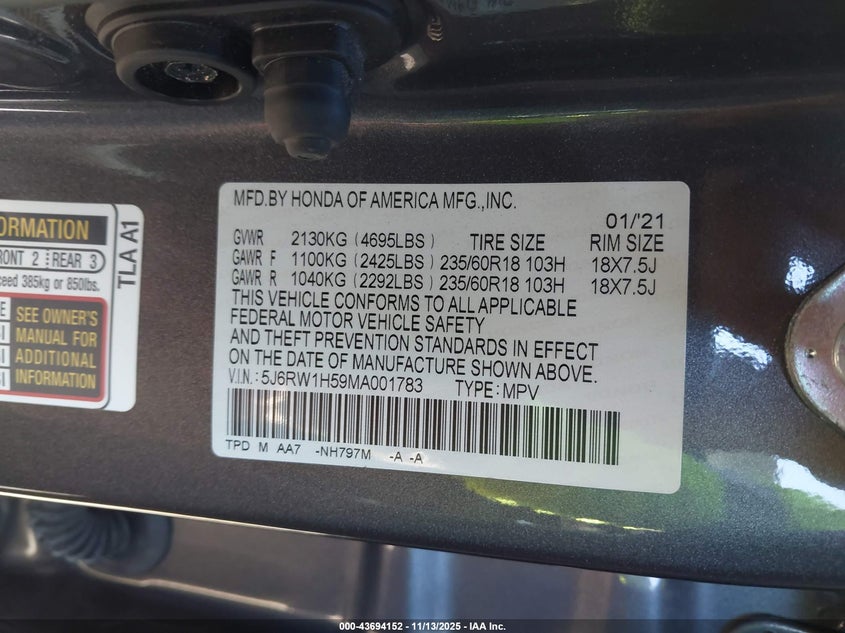 ORMATION
RONT 2 REAR 3
ceed 385kg or 850lbs.
SEE OWNER'S
MANUAL FOR
ADDITIONAL
INFORMATION
TLA A1
MFD.BY HONDA OF AMERICA MFG.,INC.
01/'21
GVWR 2130KG (4695LBS) TIRE SIZE RIM SIZE
GAWR F 1100KG (2425LBS) 235/60R18 103H 18X7.5J
GAWR R 1040KG (2292LBS) 235/60R18 103H 18X7.5J
THIS VEHICLE CONFORMS TO ALL APPLICABLE
FEDERAL MOTOR VEHICLE SAFETY
AND THEFT PREVENTION STANDARDS IN EFFECT
ON THE DATE OF MANUFACTURE SHOWN ABOVE.
V.I.N.: 5J6RW1H59MA001783 TYPE: MPV
TPD M AA7 -NH797M -A -A
000-43694152 - 11/13/2025 - IAA Inc.